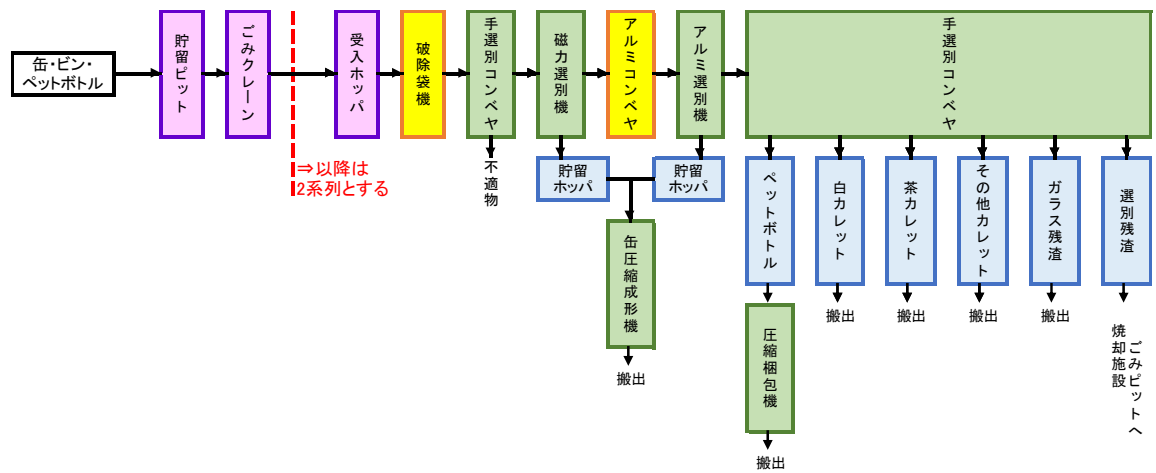 缶・ビン・
ペットボトル
貯留ピット
ごみクレーン
⇒以降は
2系列とする
受入ホッパ
破除袋機
手選別コンベヤ
不適物
磁力選別機
アルミコンベヤ
アルミ選別機
貯留
ホッパ
貯留
ホッパ
缶圧縮成形機
搬出
手選別コンベヤ
ペットボトル
圧縮梱包機
搬出
白カレット
搬出
茶カレット
搬出
その他カレット
搬出
ガラス残渣
搬出
選別残渣
ごみピットへ
焼却施設